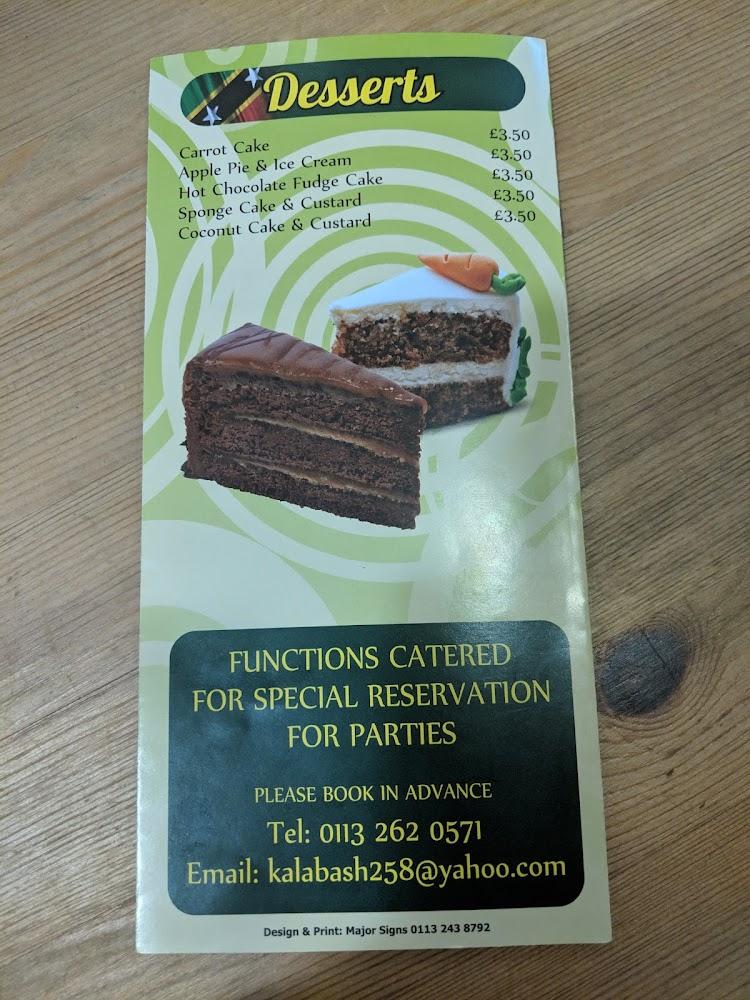 Desserts
Carrot Cake £3.50
Apple Pie & Ice Cream £3.50
Hot Chocolate Fudge Cake £3.50
Sponge Cake & Custard £3.50
Coconut Cake & Custard £3.50
FUNCTIONS CATERED
FOR SPECIAL RESERVATION
FOR PARTIES
PLEASE BOOK IN ADVANCE
Tel: 0113 262 0571
Email: kalabash258@yahoo.com
Design & Print: Major Signs 0113 243 8792